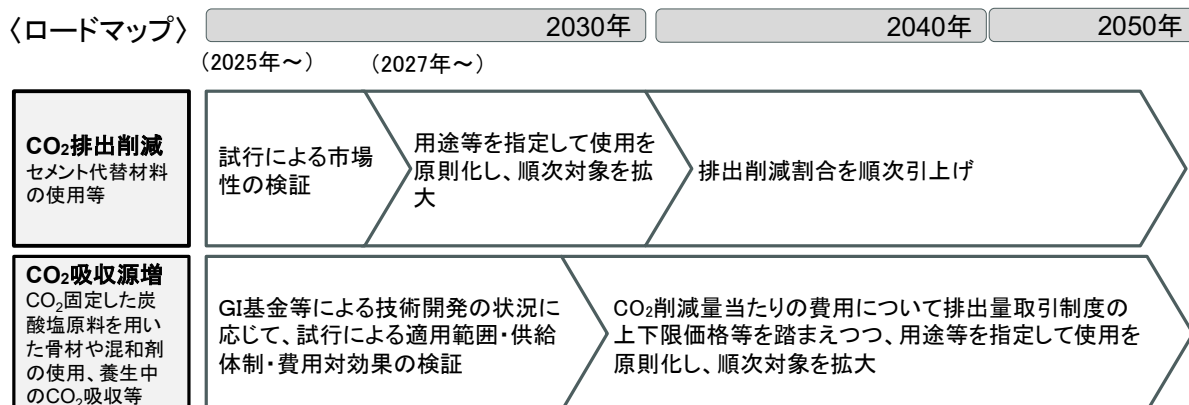 〈ロードマップ〉
2030年
2040年
2050年
(2025年～)
(2027年～)
CO₂排出削減
セメント代替材料
の使用等
試行による市場
性の検証
用途等を指定して使用を
原則化し、順次対象を拡
大
排出削減割合を順次引上げ
CO₂吸収源増
CO₂固定した炭
酸塩原料を用い
た骨材や混和剤
の使用、養生中
のCO₂吸収等
GI基金等による技術開発の状況に
応じて、試行による適用範囲・供給
体制・費用対効果の検証
CO₂削減量当たりの費用について排出量取引制度の
上下限価格等を踏まえつつ、用途等を指定して使用を
原則化し、順次対象を拡大